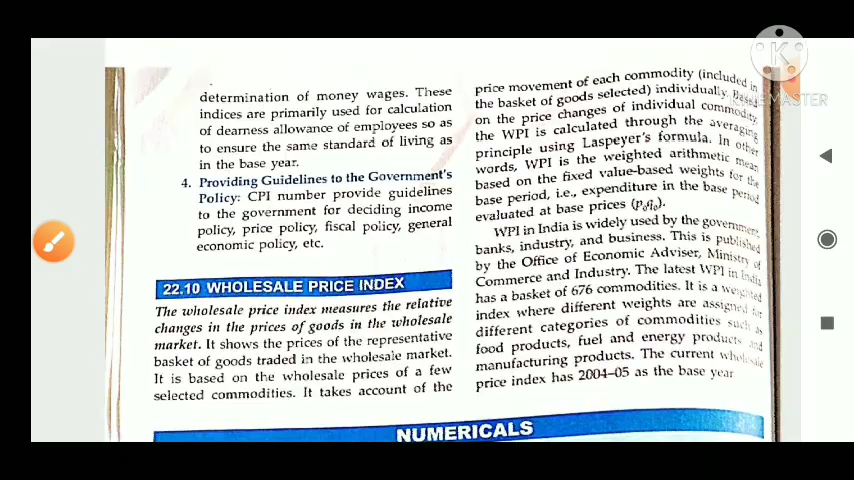 determination of money wages. These
indices are primarily used for calculation
of dearness allowance of employees so as
to ensure the same standard of living as
in the base year.
4. Providing Guidelines to the Government's
Policy: CPI number provide guidelines
to the government for deciding income
policy, price policy, fiscal policy, general
economic policy, etc.
22.10 WHOLESALE PRICE INDEX
The wholesale price index measures the relative
changes in the prices of goods in the wholesale
market. It shows the prices of the representative
basket of goods traded in the wholesale market.
It is based on the wholesale prices of a few
selected commodities. It takes account of the
price movement of each commodity (included in
the basket of goods selected) individually. Based
on the price changes of individual commodity,
the WPI is calculated through the averaging
principle using Laspeyer's formula. In other
words, WPI is the weighted arithmetic mean
based on the fixed value-based weights for the
base period, i.e., expenditure in the base period
evaluated at base prices (p₀q₀).
WPI in India is widely used by the government,
banks, industry, and business. This is published
by the Office of Economic Adviser, Ministry of
Commerce and Industry. The latest WPI in India
has a basket of 676 commodities. It is a weighted
index where different weights are assigned for
different categories of commodities such as
food products, fuel and energy products and
manufacturing products. The current wholesale
price index has 2004–05 as the base year
NUMERICALS
K
MASTER